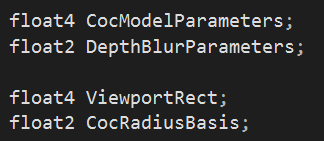 float4 CocModelParameters;
float2 DepthBlurParameters;
float4 ViewportRect;
float2 CocRadiusBasis;